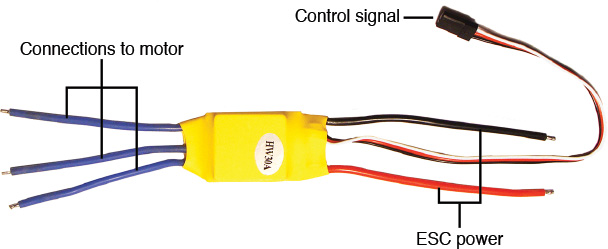 Control signal
Connections to motor
HW30A
ESC power